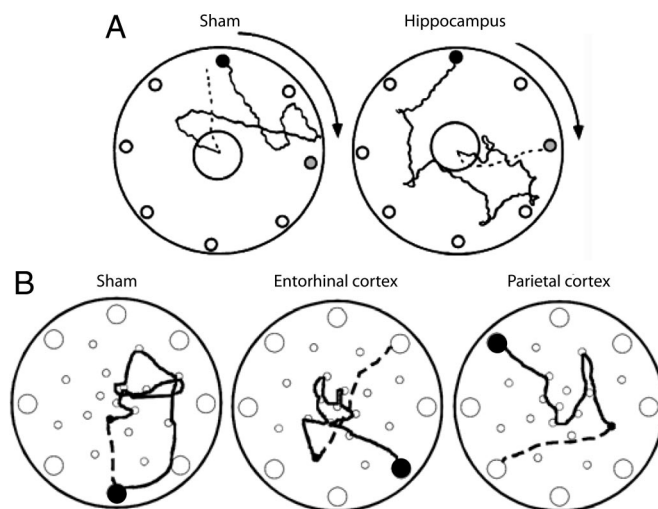 A
Sham
Hippocampus
B
Sham
Entorhinal cortex
Parietal cortex